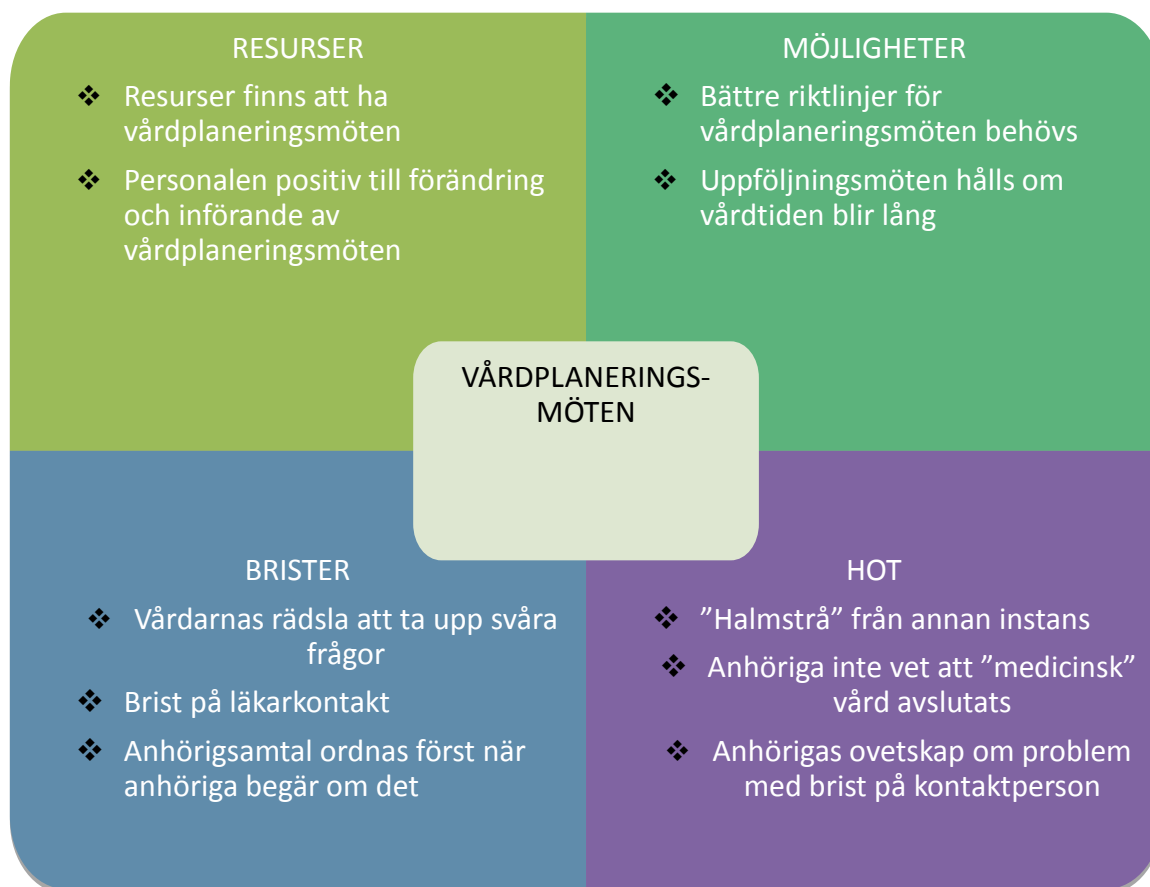 RESURSER
❖ Resurser finns att ha
vårdplaneringsmöten
❖ Personalen positiv till förändring
och införande av
vårdplaneringsmöten
MÖJLIGHETER
❖ Bättre riktlinjer för
vårdplaneringsmöten behövs
❖ Uppföljningsmöten hålls om
vårdtiden blir lång
VÅRDPLANERINGS-
MÖTEN
BRISTER
❖ Vårdarnas rädsla att ta upp svåra
frågor
❖ Brist på läkarkontakt
❖ Anhörigsamtal ordnas först när
anhöriga begär om det
HOT
❖ ”Halmstrå” från annan instans
❖ Anhöriga inte vet att ”medicinsk”
vård avslutats
❖ Anhörigas ovetskap om problem
med brist på kontaktperson